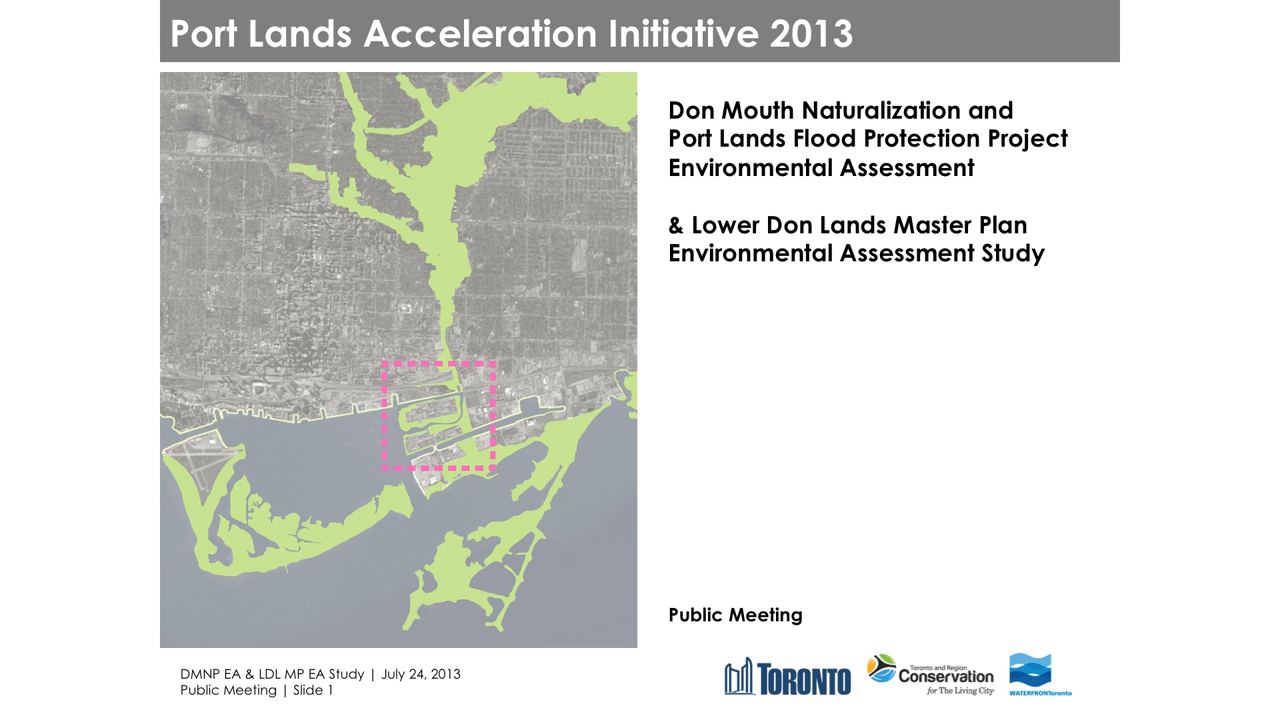 Port Lands Acceleration Initiative 2013
Don Mouth Naturalization and
Port Lands Flood Protection Project
Environmental Assessment
& Lower Don Lands Master Plan
Environmental Assessment Study
Public Meeting
DMNP EA & LDL MP EA Study | July 24, 2013
Public Meeting | Slide 1
TORONTO
Toronto and Region
Conservation
for The Living City·
WATERFRONToronto